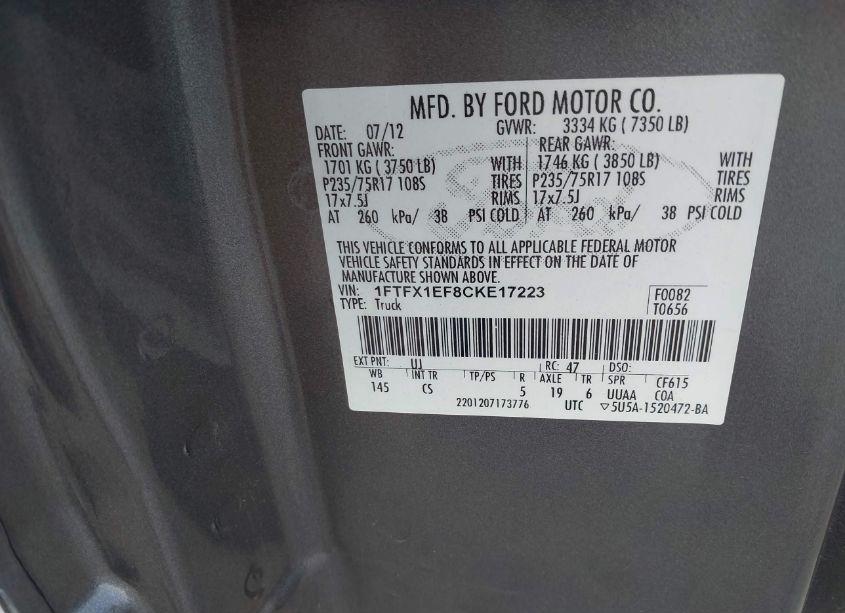 MFD. BY FORD MOTOR CO.
DATE: 07/12 GVWR: 3334 KG ( 7350 LB)
FRONT GAWR: REAR GAWR:
1701 KG ( 3750 LB) WITH 1746 KG ( 3850 LB) WITH
P235/75R17 108S TIRES P235/75R17 108S TIRES
17x7.5J RIMS 17x7.5J RIMS
AT 260 kPa/ 38 PSI COLD AT 260 kPa/ 38 PSI COLD
THIS VEHICLE CONFORMS TO ALL APPLICABLE FEDERAL MOTOR
VEHICLE SAFETY STANDARDS IN EFFECT ON THE DATE OF
MANUFACTURE SHOWN ABOVE.
VIN: 1FTFX1EF8CKE17223 F0082
TYPE: Truck T0656
EXT PNT: UJ RC: 47 DSO:
WB INT TR TP/PS R AXLE TR SPR CF615
145 CS 5 19 6 UUAA COA
2201207173776 UTC ▽5U5A-1520472-BA